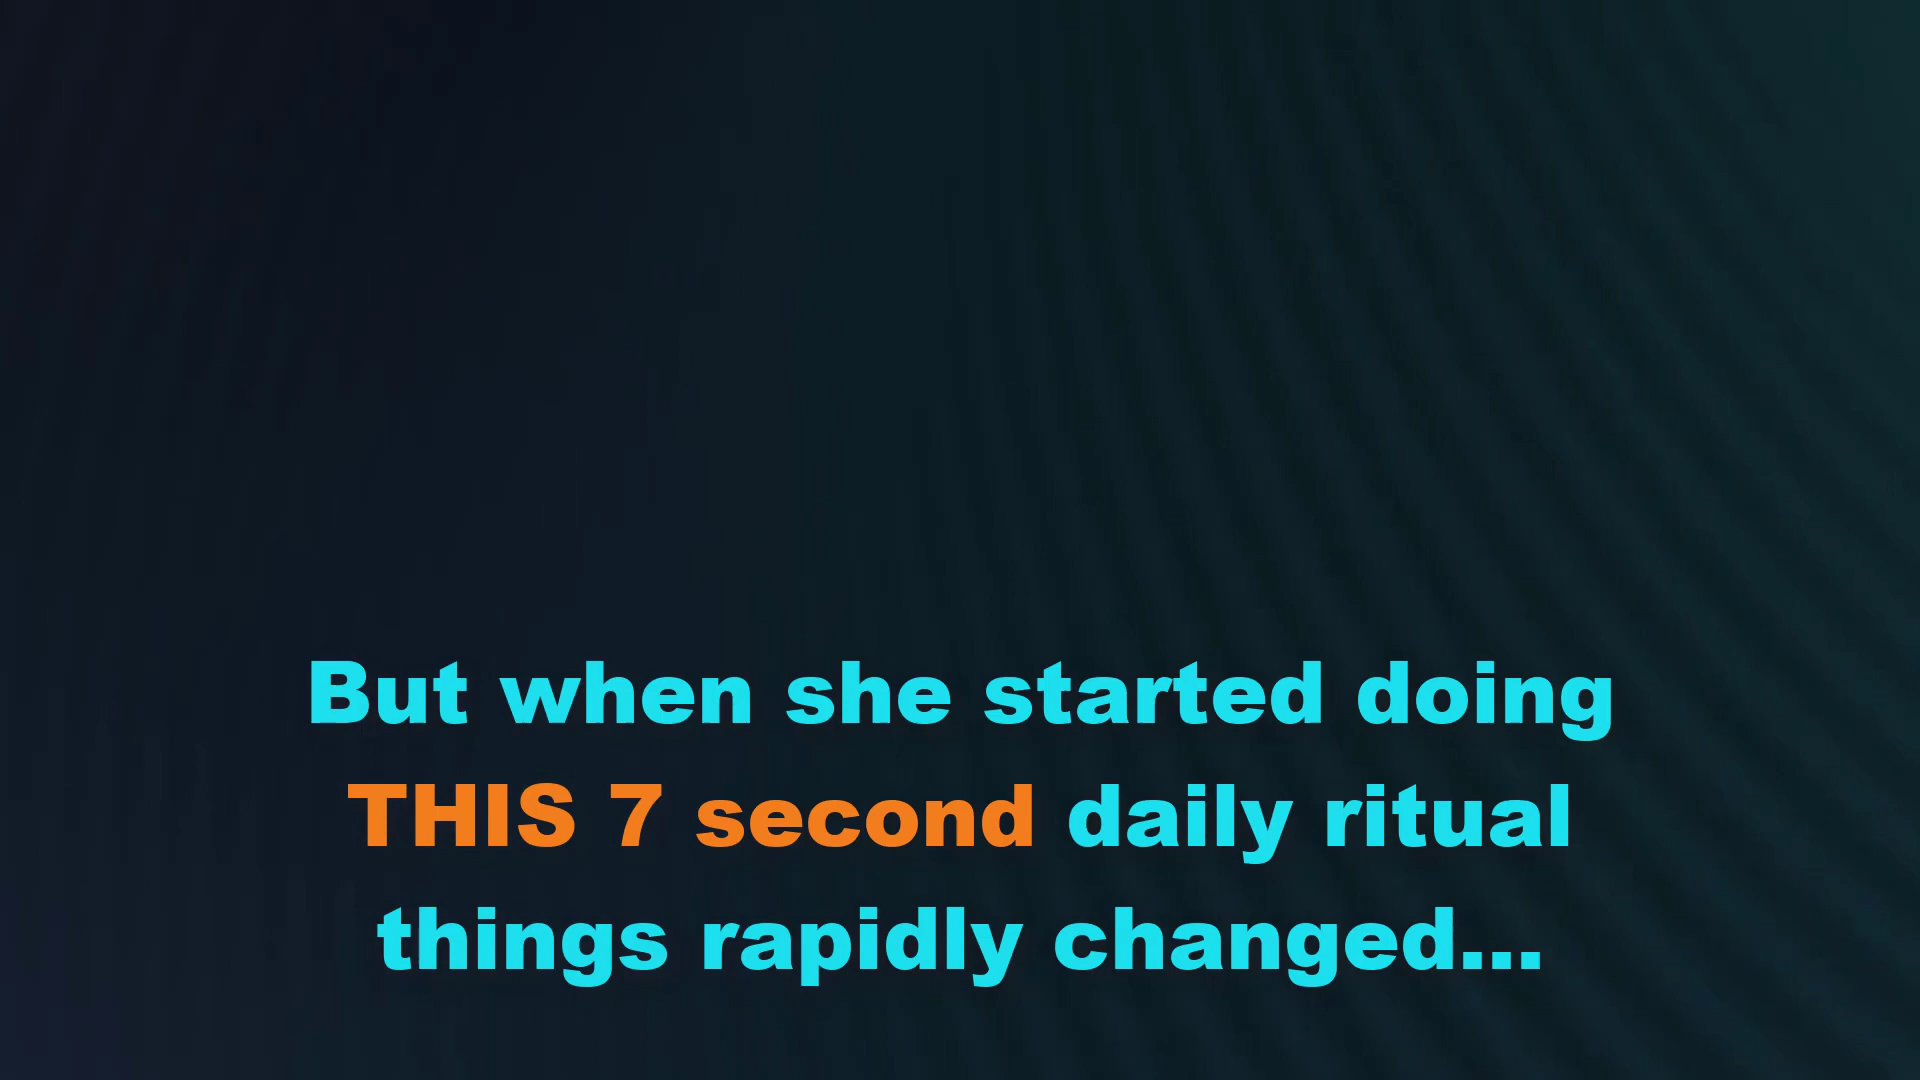 But when she started doing
THIS 7 second daily ritual
things rapidly changed...